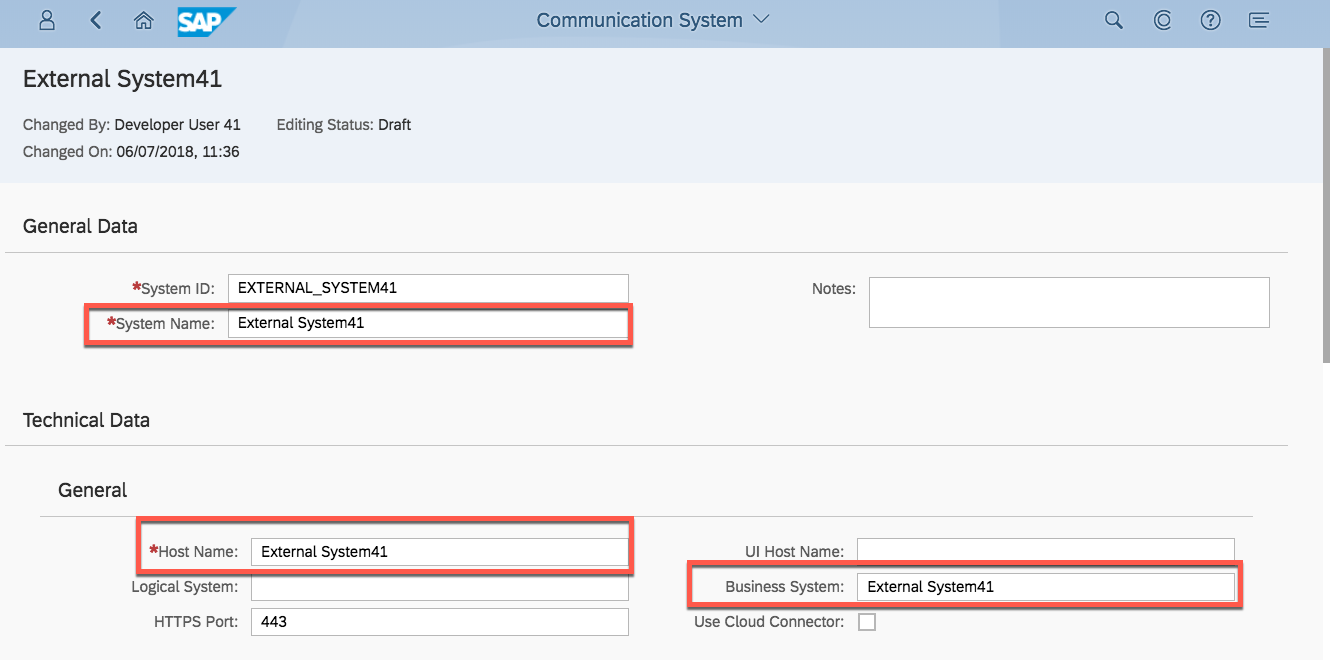 SAP
Communication System
External System41
Changed By: Developer User 41 Editing Status: Draft
Changed On: 06/07/2018, 11:36
General Data
*System ID: EXTERNAL_SYSTEM41 Notes:
*System Name: External System41
Technical Data
General
*Host Name: External System41 UI Host Name:
Logical System: Business System: External System41
HTTPS Port: 443 Use Cloud Connector: